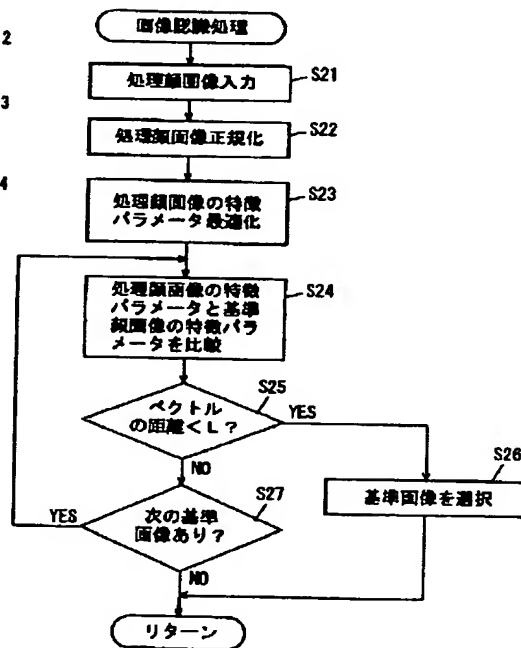 画像認識処理
2
処理顔画像入力
S21
3
処理顔画像正規化
S22
4
処理顔画像の特徴
パラメータ最適化
S23
処理顔画像の特徴
パラメータと基準
顔画像の特徴パラ
メータを比較
S24
ベクトル
の距離<L?
S25
YES
NO
基準画像を選択
S26
次の基準
画像あり?
S27
YES
NO
リターン